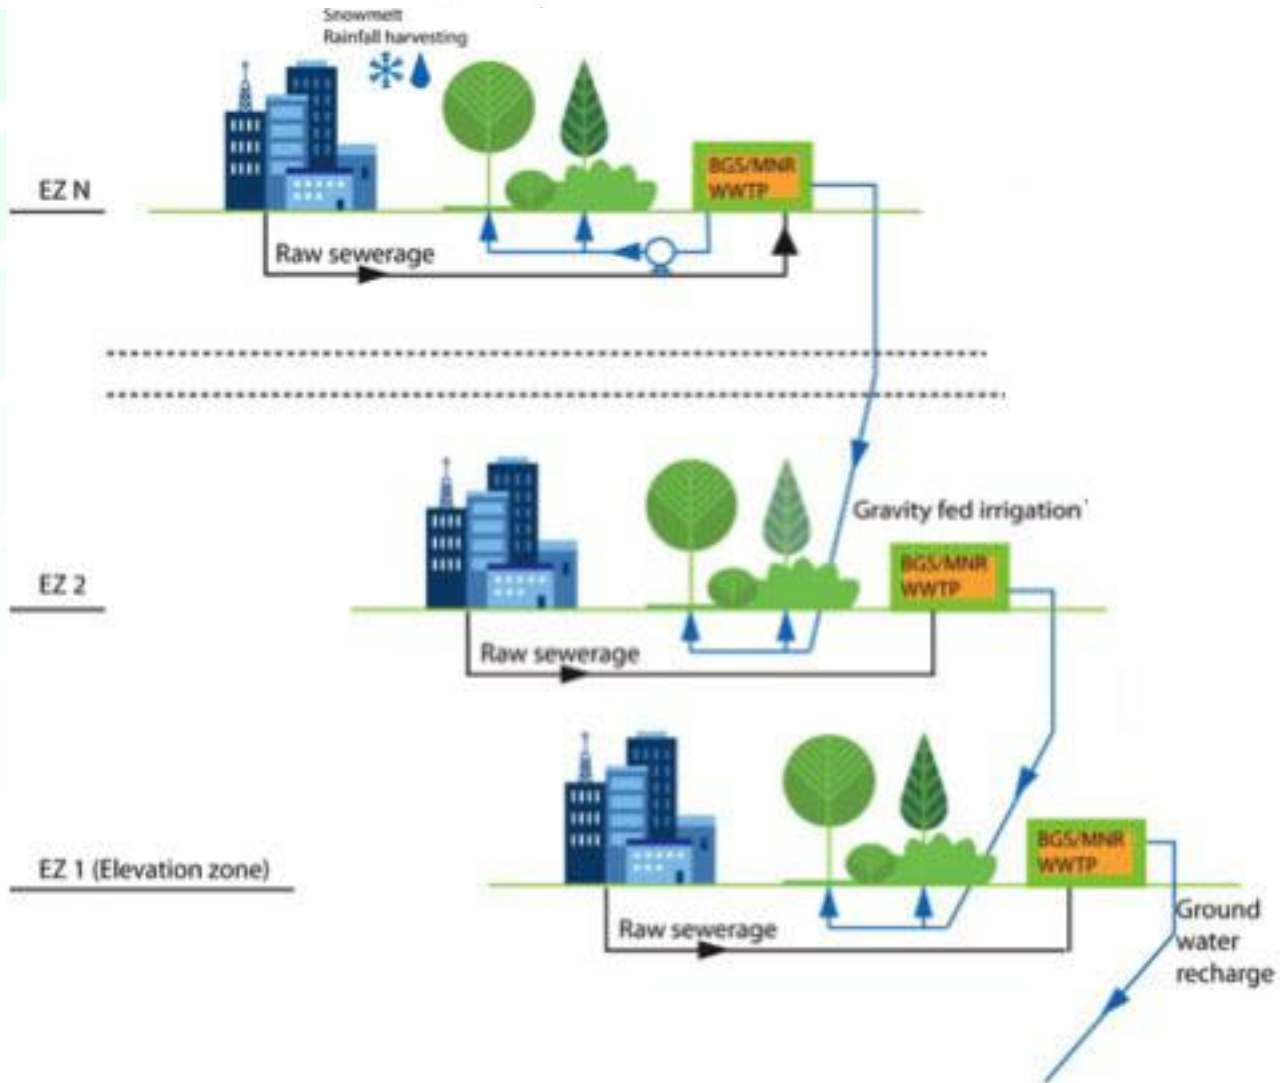 Snowmelt
Rainfall harvesting
BGS/MNR
WWTP
EZ N
Raw sewerage
Gravity fed irrigation
BGS/MNR
WWTP
EZ 2
Raw sewerage
BGS/MNR
WWTP
EZ 1 (Elevation zone)
Raw sewerage
Ground
water
recharge